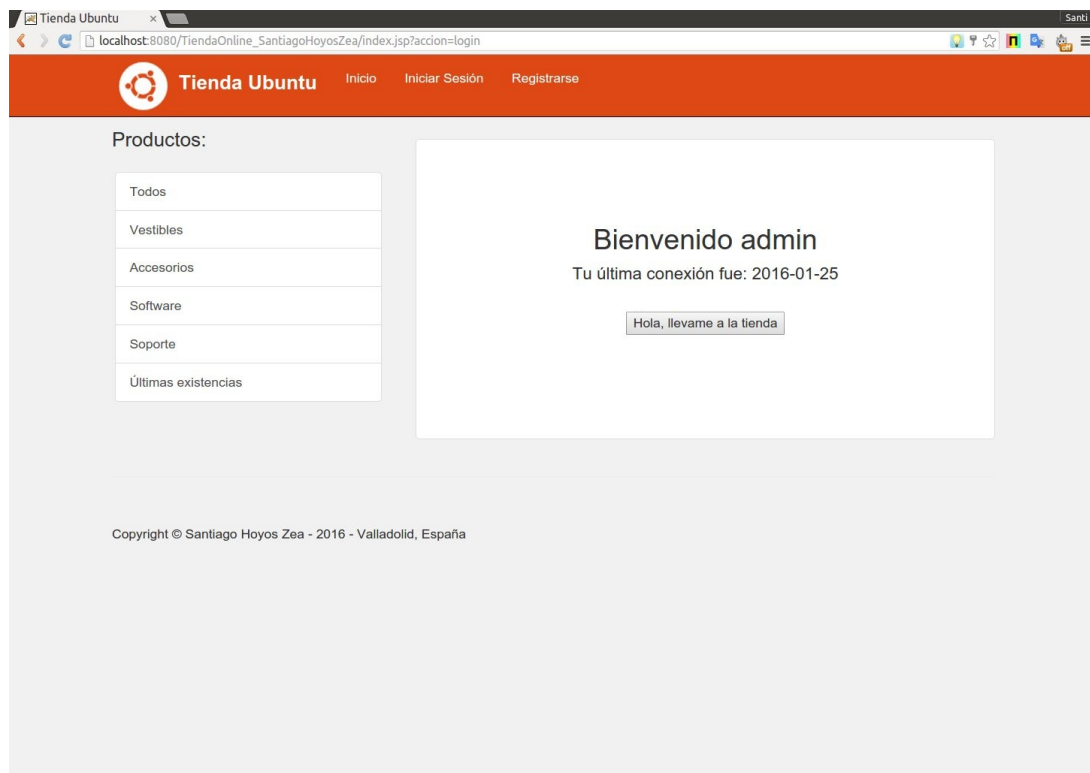 Tienda Ubuntu
Santi
localhost:8080/TiendaOnline_SantiagoHoyosZea/index.jsp?accion=login
Tienda Ubuntu Inicio Iniciar Sesión Registrarse
Productos:
Todos
Vestibles
Accesorios
Software
Soporte
Últimas existencias
Bienvenido admin
Tu última conexión fue: 2016-01-25
Hola, llevame a la tienda
Copyright © Santiago Hoyos Zea - 2016 - Valladolid, España